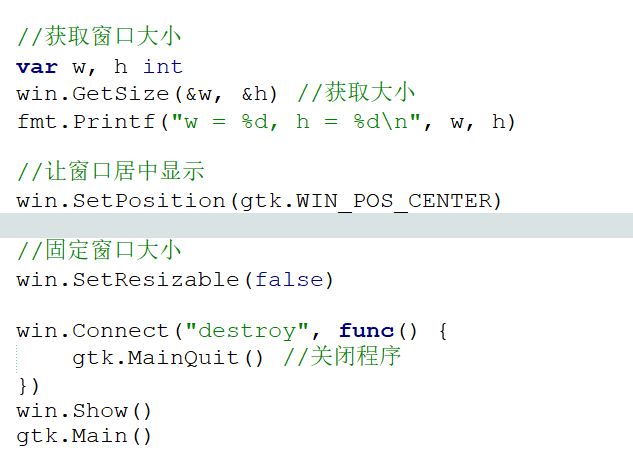 //获取窗口大小
var w, h int
win.GetSize(&w, &h) //获取大小
fmt.Printf("w = %d, h = %d\n", w, h)
//让窗口居中显示
win.SetPosition(gtk.WIN_POS_CENTER)
//固定窗口大小
win.SetResizable(false)
win.Connect("destroy", func() {
    gtk.MainQuit() //关闭程序
})
win.Show()
gtk.Main()